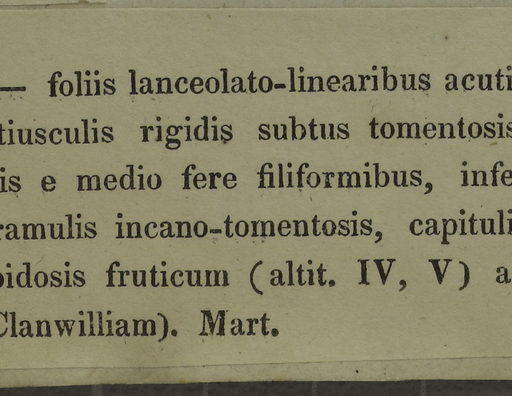 — foliis lanceolato-linearibus acuti
tiusculis rigidis subtus tomentosis
is e medio fere filiformibus, infe
ramulis incano-tomentosis, capituli
pidosis fruticum (altit. IV, V) a
Clanwilliam). Mart.